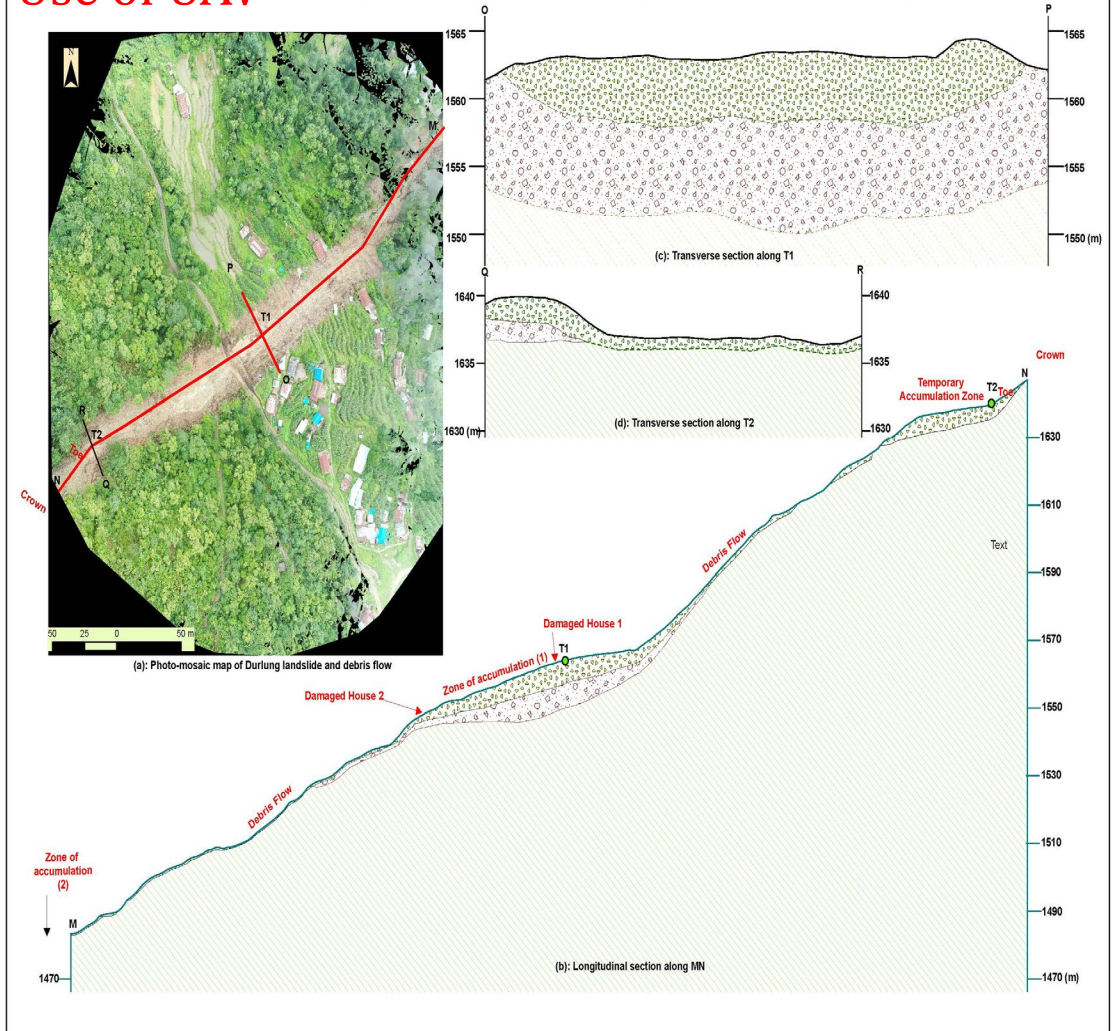 Use of UAV
N
M
P
T1
O
R
T2
Toe
N
Q
Crown
50 25 0 50 m
(a): Photo-mosaic map of Durlung landslide and debris flow
O P
1565 1565
1560 1560
1555 1555
1550 1550 (m)
(c): Transverse section along T1
Q R
1640 1640
1635 1635
1630 (m) 1630
(d): Transverse section along T2
Crown
N
Temporary
Accumulation Zone
T2
Toe
1630
1610
Text
1590
1570
1550
1530
1510
1490
1470 (m)
Debris Flow
Damaged House 1
T1
Zone of accumulation (1)
Damaged House 2
Debris Flow
Zone of
accumulation
(2)
M
1470
(b): Longitudinal section along MN